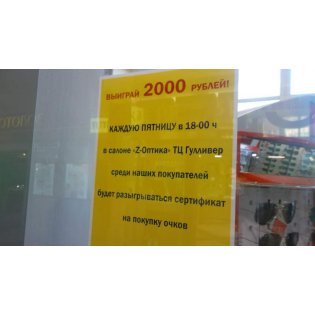 ВЫИГРАЙ 2000 РУБЛЕЙ!
КАЖДУЮ ПЯТНИЦУ в 18-00 ч
в салоне «Z-Оптика» ТЦ Гулливер
среди наших покупателей
будет разыгрываться сертификат
на покупку очков